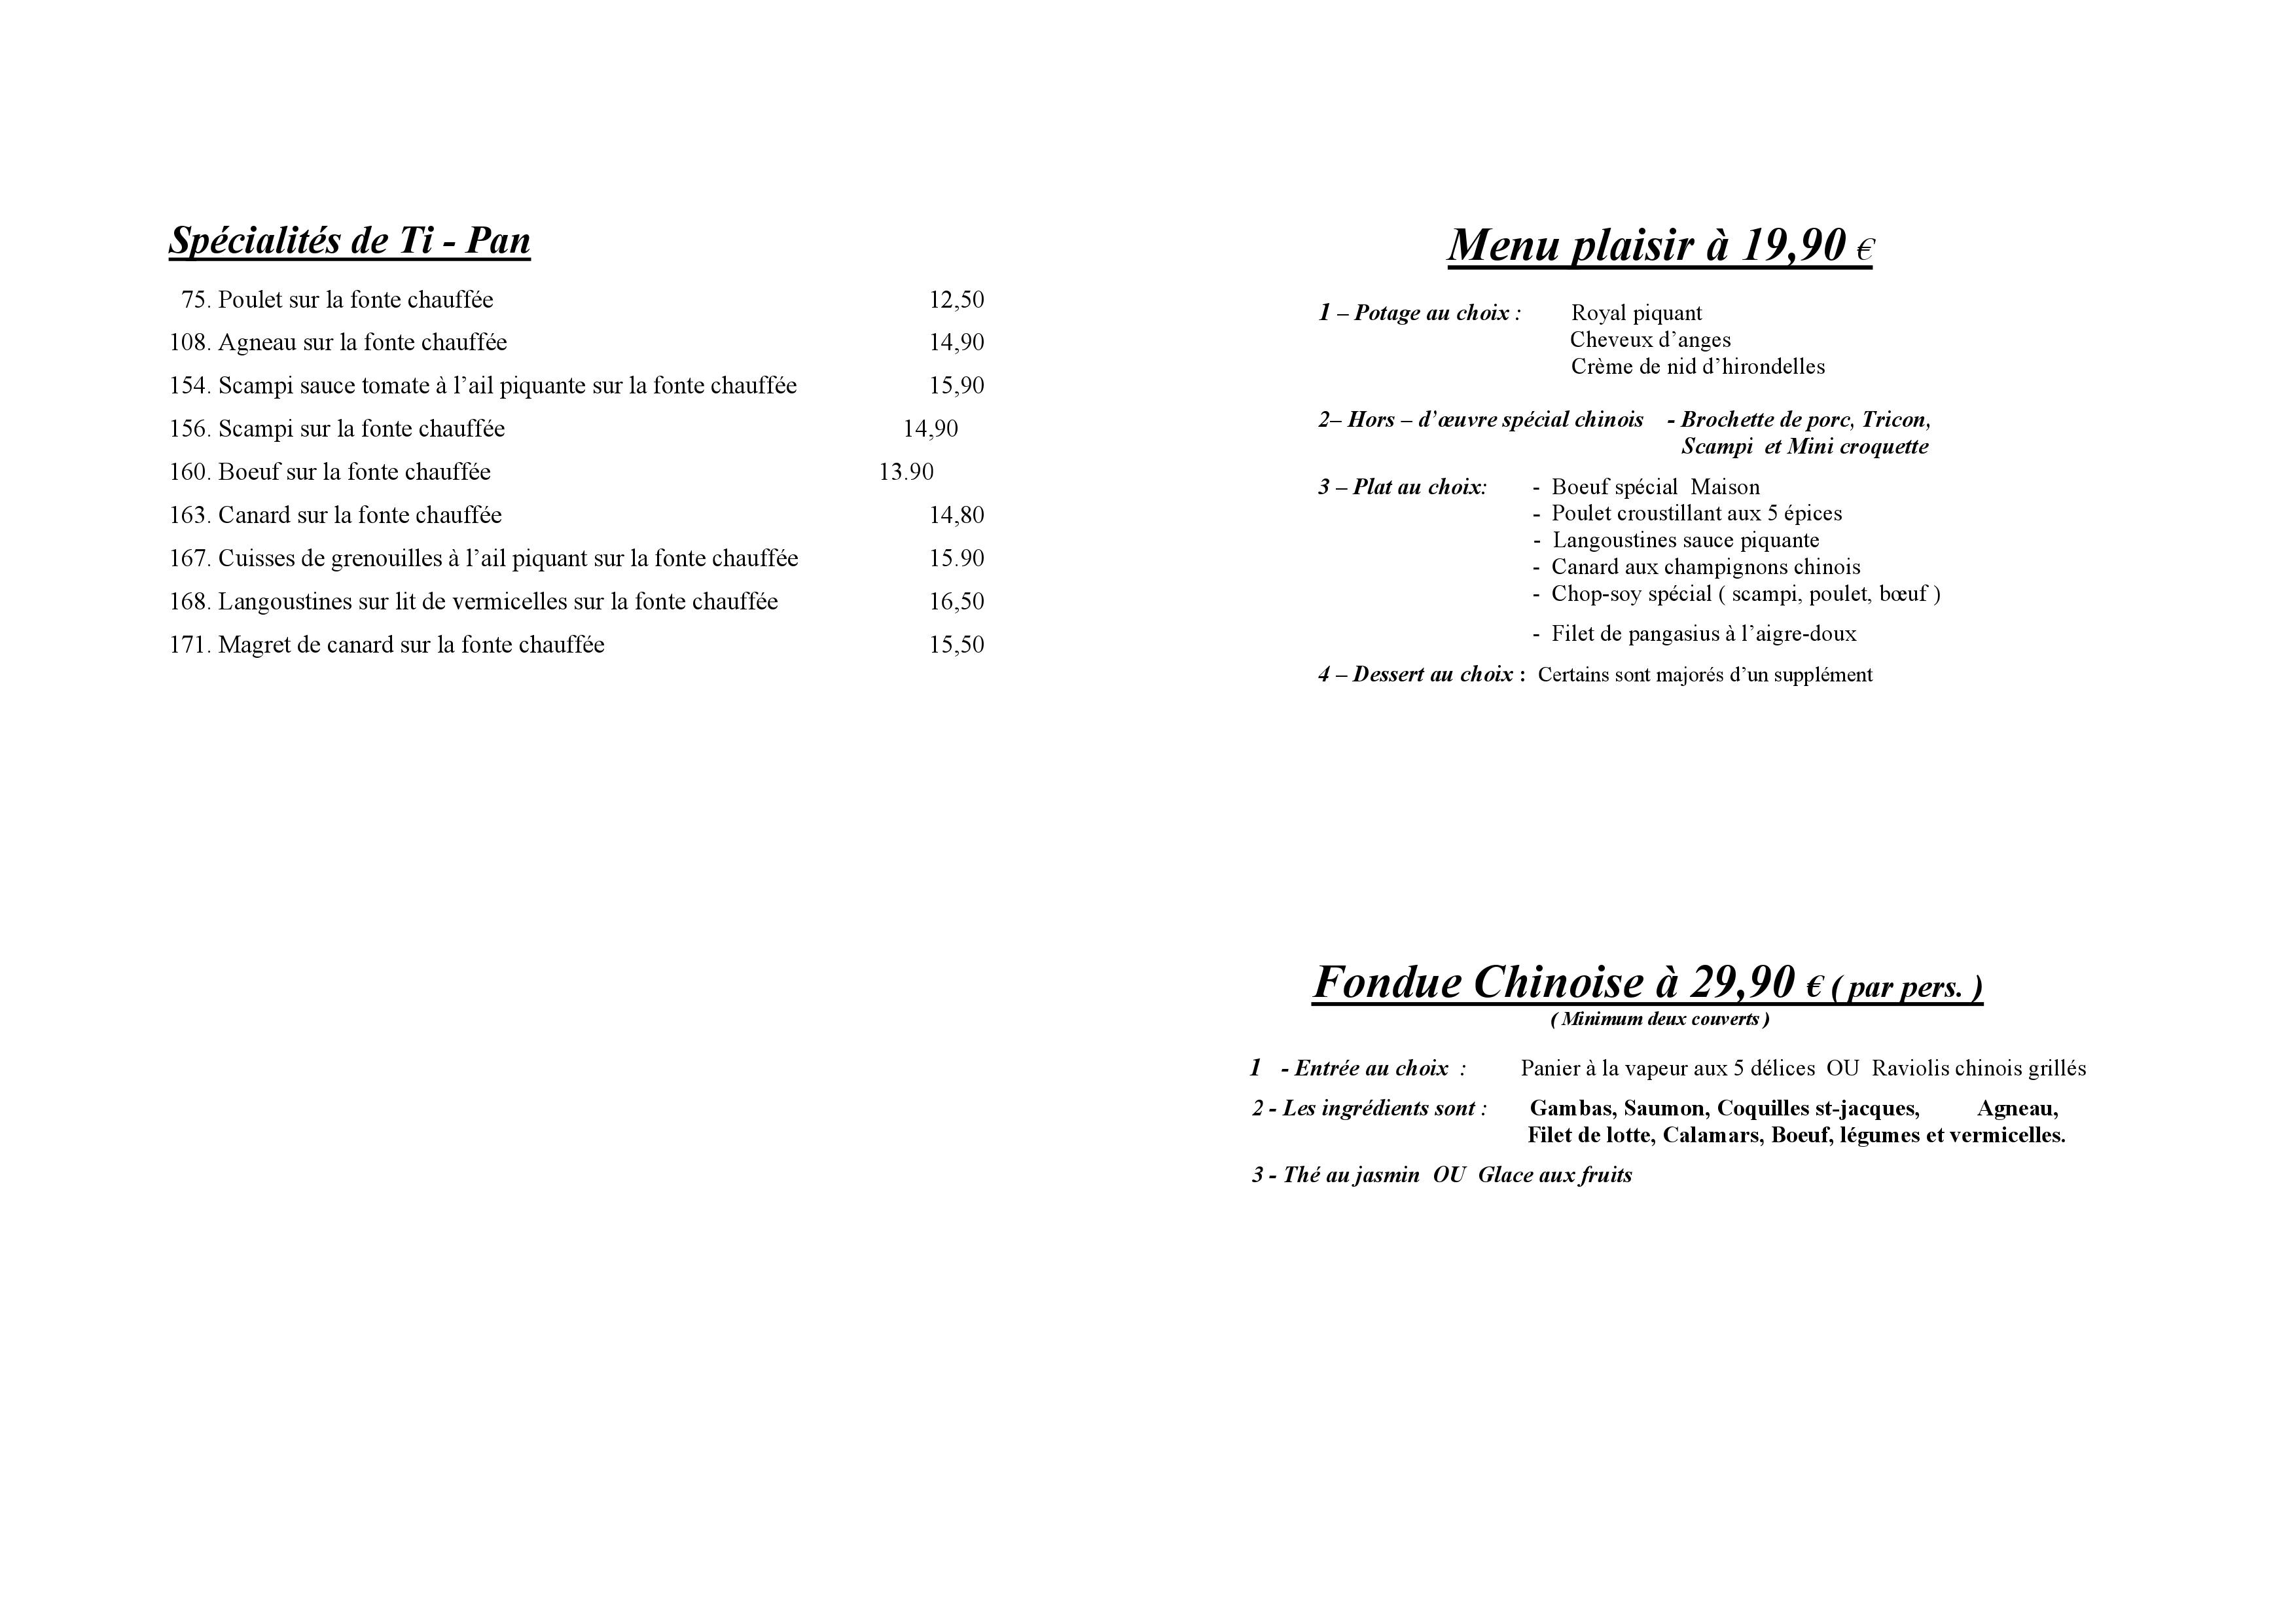 Spécialités de Ti - Pan
75. Poulet sur la fonte chauffée 12,50
108. Agneau sur la fonte chauffée 14,90
154. Scampi sauce tomate à l’ail piquante sur la fonte chauffée 15,90
156. Scampi sur la fonte chauffée 14,90
160. Boeuf sur la fonte chauffée 13.90
163. Canard sur la fonte chauffée 14,80
167. Cuisses de grenouilles à l’ail piquant sur la fonte chauffée 15.90
168. Langoustines sur lit de vermicelles sur la fonte chauffée 16,50
171. Magret de canard sur la fonte chauffée 15,50
Menu plaisir à 19,90 €
1 – Potage au choix : Royal piquant
Cheveux d’anges
Crème de nid d’hirondelles
2– Hors – d’œuvre spécial chinois - Brochette de porc, Tricon,
Scampi et Mini croquette
3 – Plat au choix: - Boeuf spécial Maison
- Poulet croustillant aux 5 épices
- Langoustines sauce piquante
- Canard aux champignons chinois
- Chop-soy spécial ( scampi, poulet, bœuf )
- Filet de pangasius à l’aigre-doux
4 – Dessert au choix : Certains sont majorés d’un supplément
Fondue Chinoise à 29,90 € ( par pers. )
( Minimum deux couverts )
1 - Entrée au choix : Panier à la vapeur aux 5 délices OU Raviolis chinois grillés
2 - Les ingrédients sont : Gambas, Saumon, Coquilles st-jacques, Agneau,
Filet de lotte, Calamars, Boeuf, légumes et vermicelles.
3 - Thé au jasmin OU Glace aux fruits